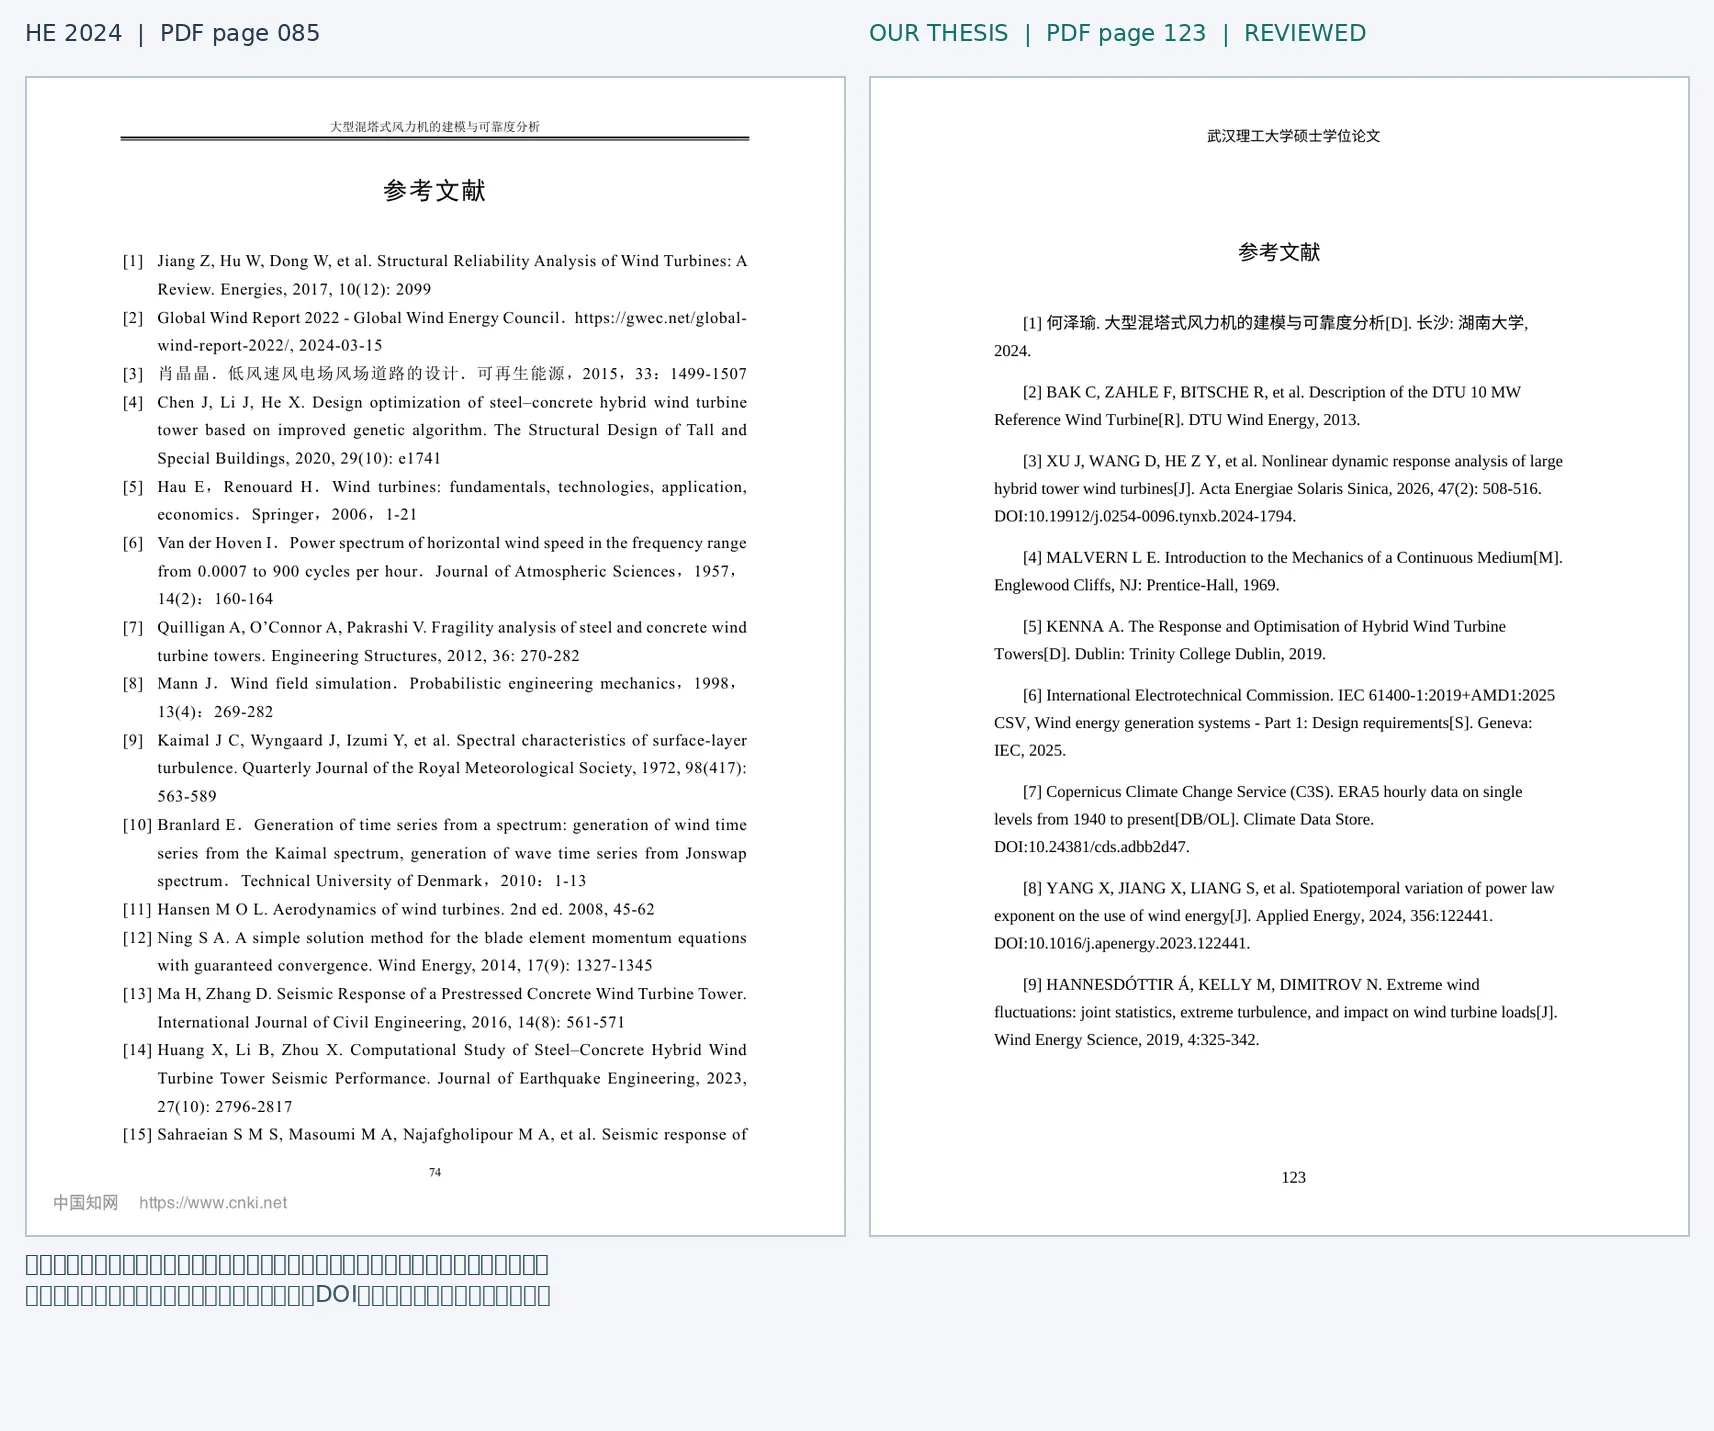 HE 2024 | PDF page 085
大型混塔式风力机的建模与可靠度分析
参考文献
[1] Jiang Z, Hu W, Dong W, et al. Structural Reliability Analysis of Wind Turbines: A
Review. Energies, 2017, 10(12): 2099
[2] Global Wind Report 2022 - Global Wind Energy Council．https://gwec.net/global-
wind-report-2022/, 2024-03-15
[3] 肖晶晶．低风速风电场风场道路的设计．可再生能源，2015，33：1499-1507
[4] Chen J, Li J, He X. Design optimization of steel–concrete hybrid wind turbine
tower based on improved genetic algorithm. The Structural Design of Tall and
Special Buildings, 2020, 29(10): e1741
[5] Hau E，Renouard H．Wind turbines: fundamentals, technologies, application,
economics．Springer，2006，1-21
[6] Van der Hoven I．Power spectrum of horizontal wind speed in the frequency range
from 0.0007 to 900 cycles per hour．Journal of Atmospheric Sciences，1957，
14(2)：160-164
[7] Quilligan A, O’Connor A, Pakrashi V. Fragility analysis of steel and concrete wind
turbine towers. Engineering Structures, 2012, 36: 270-282
[8] Mann J．Wind field simulation．Probabilistic engineering mechanics，1998，
13(4)：269-282
[9] Kaimal J C, Wyngaard J, Izumi Y, et al. Spectral characteristics of surface-layer
turbulence. Quarterly Journal of the Royal Meteorological Society, 1972, 98(417):
563-589
[10] Branlard E．Generation of time series from a spectrum: generation of wind time
series from the Kaimal spectrum, generation of wave time series from Jonswap
spectrum．Technical University of Denmark，2010：1-13
[11] Hansen M O L. Aerodynamics of wind turbines. 2nd ed. 2008, 45-62
[12] Ning S A. A simple solution method for the blade element momentum equations
with guaranteed convergence. Wind Energy, 2014, 17(9): 1327-1345
[13] Ma H, Zhang D. Seismic Response of a Prestressed Concrete Wind Turbine Tower.
International Journal of Civil Engineering, 2016, 14(8): 561-571
[14] Huang X, Li B, Zhou X. Computational Study of Steel–Concrete Hybrid Wind
Turbine Tower Seismic Performance. Journal of Earthquake Engineering, 2023,
27(10): 2796-2817
[15] Sahraeian S M S, Masoumi M A, Najafgholipour M A, et al. Seismic response of
74
中国知网 https://www.cnki.net
OUR THESIS | PDF page 123 | REVIEWED
武汉理工大学硕士学位论文
参考文献
[1] 何泽瑜. 大型混塔式风力机的建模与可靠度分析[D]. 长沙: 湖南大学,
2024.
[2] BAK C, ZAHLE F, BITSCHE R, et al. Description of the DTU 10 MW
Reference Wind Turbine[R]. DTU Wind Energy, 2013.
[3] XU J, WANG D, HE Z Y, et al. Nonlinear dynamic response analysis of large
hybrid tower wind turbines[J]. Acta Energiae Solaris Sinica, 2026, 47(2): 508-516.
DOI:10.19912/j.0254-0096.tynxb.2024-1794.
[4] MALVERN L E. Introduction to the Mechanics of a Continuous Medium[M].
Englewood Cliffs, NJ: Prentice-Hall, 1969.
[5] KENNA A. The Response and Optimisation of Hybrid Wind Turbine
Towers[D]. Dublin: Trinity College Dublin, 2019.
[6] International Electrotechnical Commission. IEC 61400-1:2019+AMD1:2025
CSV, Wind energy generation systems - Part 1: Design requirements[S]. Geneva:
IEC, 2025.
[7] Copernicus Climate Change Service (C3S). ERA5 hourly data on single
levels from 1940 to present[DB/OL]. Climate Data Store.
DOI:10.24381/cds.adbb2d47.
[8] YANG X, JIANG X, LIANG S, et al. Spatiotemporal variation of power law
exponent on the use of wind energy[J]. Applied Energy, 2024, 356:122441.
DOI:10.1016/j.apenergy.2023.122441.
[9] HANNESDÓTTIR Á, KELLY M, DIMITROV N. Extreme wind
fluctuations: joint statistics, extreme turbulence, and impact on wind turbine loads[J].
Wind Energy Science, 2019, 4:325-342.
123
DOI